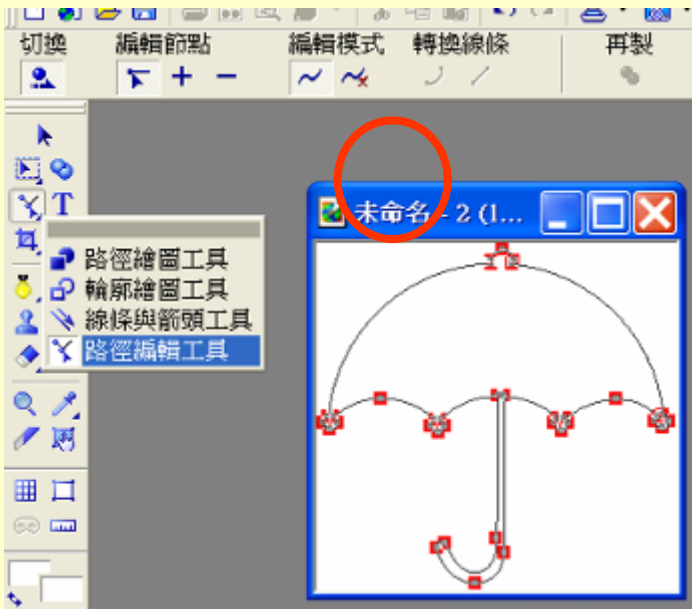 切換 編輯節點 編輯模式 轉換線條 再製
T
未命名 - 2 (1...
路徑繪圖工具
輪廓繪圖工具
線條與箭頭工具
路徑編輯工具